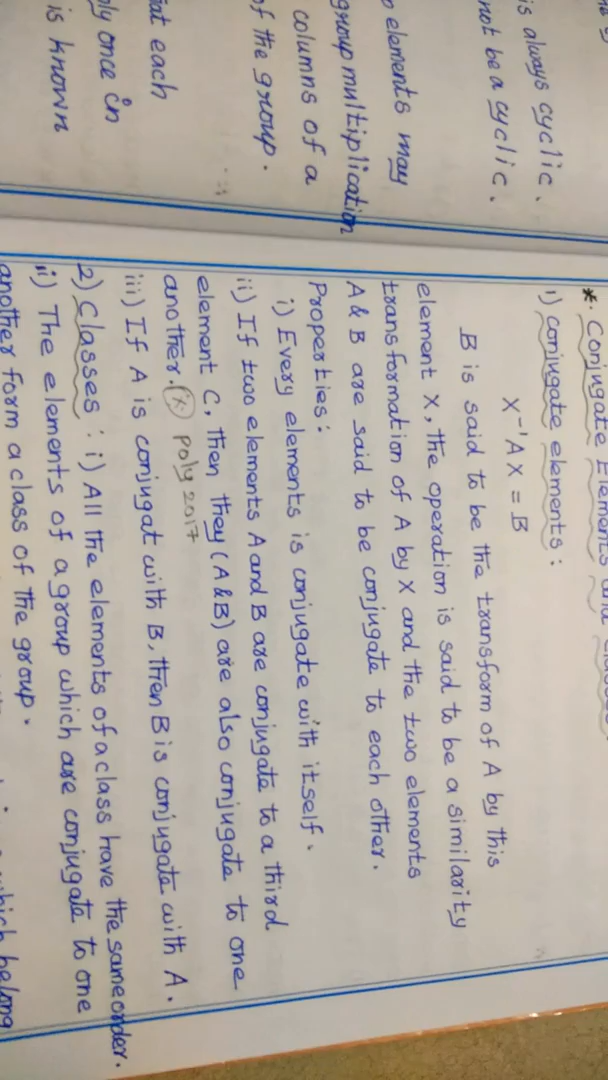 is always cyclic.
not be a cyclic.
elements may
group multiplication
columns of a
of the group.
each
once in
is known
*. Conjugate Elements
1) conjugate elements :
X⁻¹AX = B
B is said to be the transform of A by this
element X, the operation is said to be a similarity
transformation of A by X and the two elements
A & B are said to be conjugate to each other.
Properties:
i) Every elements is conjugate with itself.
ii) If two elements A and B are conjugate to a third
element C, then they (A&B) are also conjugate to one
another. (*) poly 2017
iii) If A is conjugat with B, then B is conjugate with A.
2) Classes : i) All the elements of a class have the same order.
ii) The elements of a group which are conjugate to one
another form a class of the group.
which belong